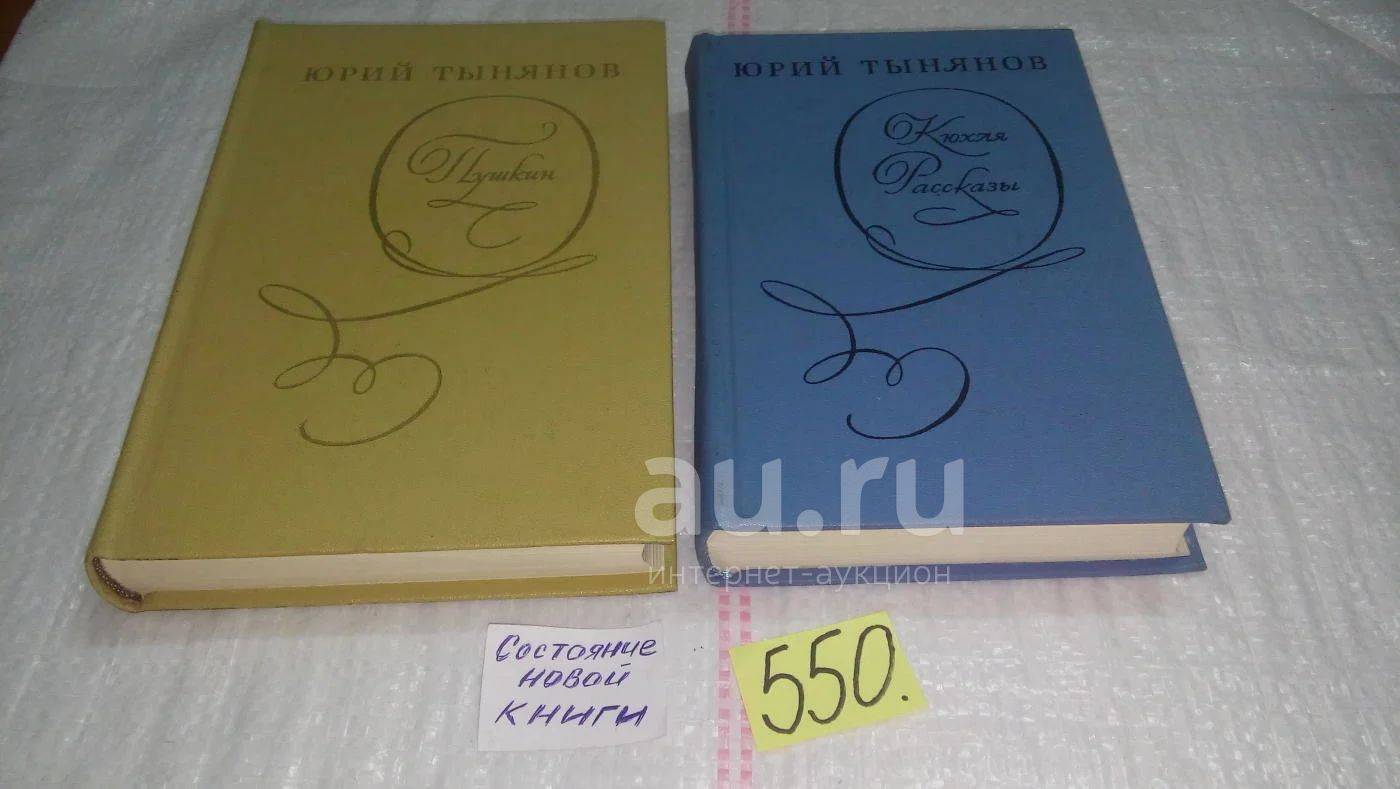 ЮРИЙ ТЫНЯНОВ
Пушкин
ЮРИЙ ТЫНЯНОВ
Кюхля
Рассказы
au.ru
интернет-аукцион
Состояние
новой
книги
550.